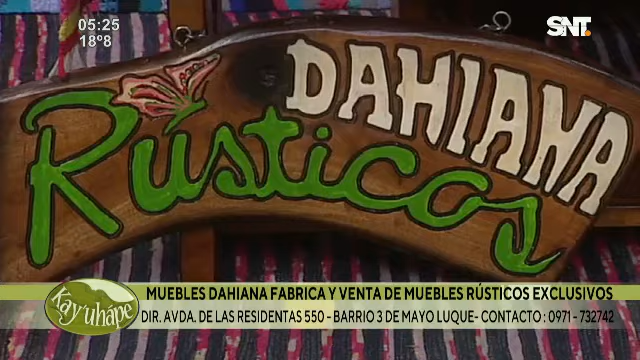 05:25
18°8
SNT
DAHIANA
Rústicos
Kay'uhápe
MUEBLES DAHIANA FABRICA Y VENTA DE MUEBLES RÚSTICOS EXCLUSIVOS
DIR. AVDA. DE LAS RESIDENTAS 550 - BARRIO 3 DE MAYO LUQUE- CONTACTO : 0971 - 732742